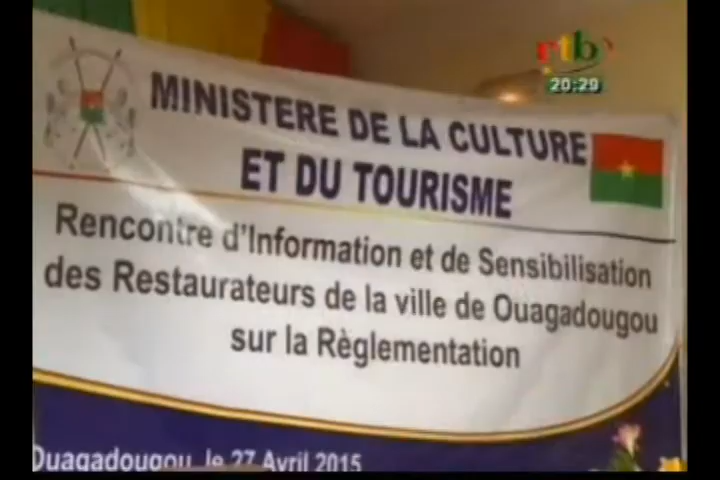 rtb
20:29
MINISTERE DE LA CULTURE
ET DU TOURISME
Rencontre d'Information et de Sensibilisation
des Restaurateurs de la ville de Ouagadougou
sur la Règlementation
Ouagadougou, le 27 Avril 2015